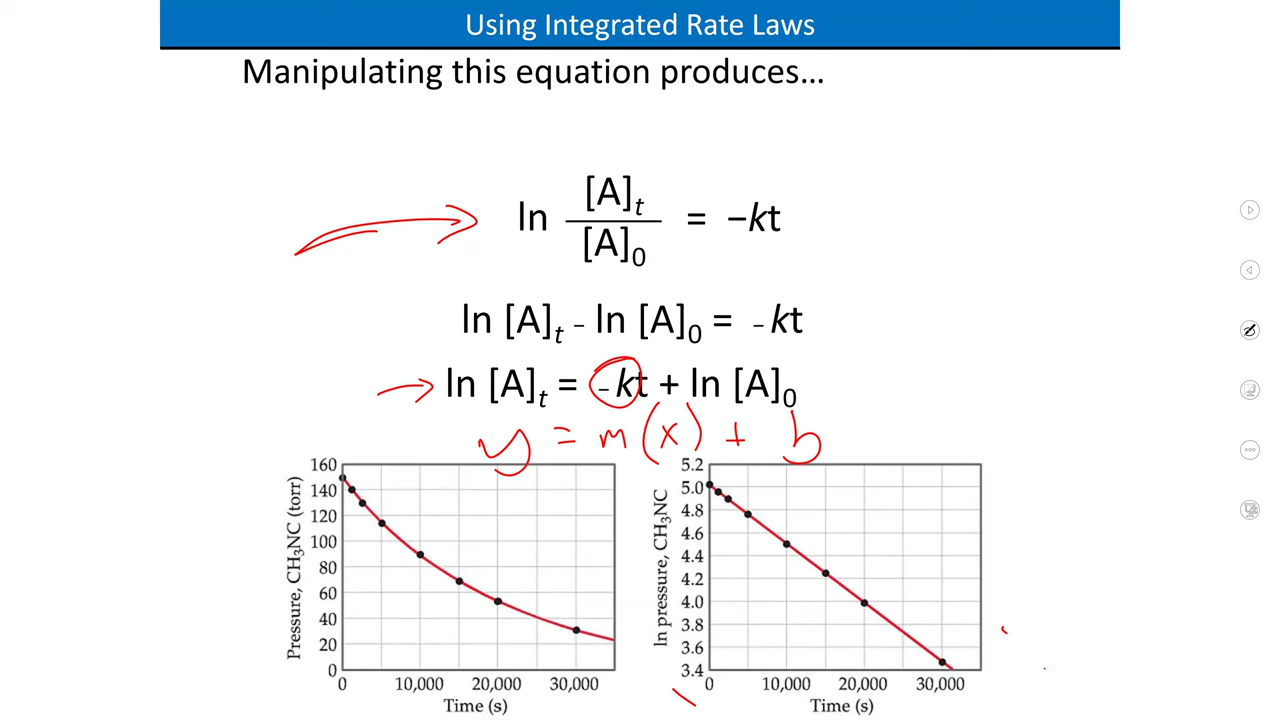 Using Integrated Rate Laws
Manipulating this equation produces…
ln [A]t / [A]0 = −kt
ln [A]t - ln [A]0 = - kt
ln [A]t = - kt + ln [A]0
y = m(x) + b
Pressure, CH3NC (torr)
160
140
120
100
80
60
40
20
0
0 10,000 20,000 30,000
Time (s)
ln pressure, CH3NC
5.2
5.0
4.8
4.6
4.4
4.2
4.0
3.8
3.6
3.4
0 10,000 20,000 30,000
Time (s)